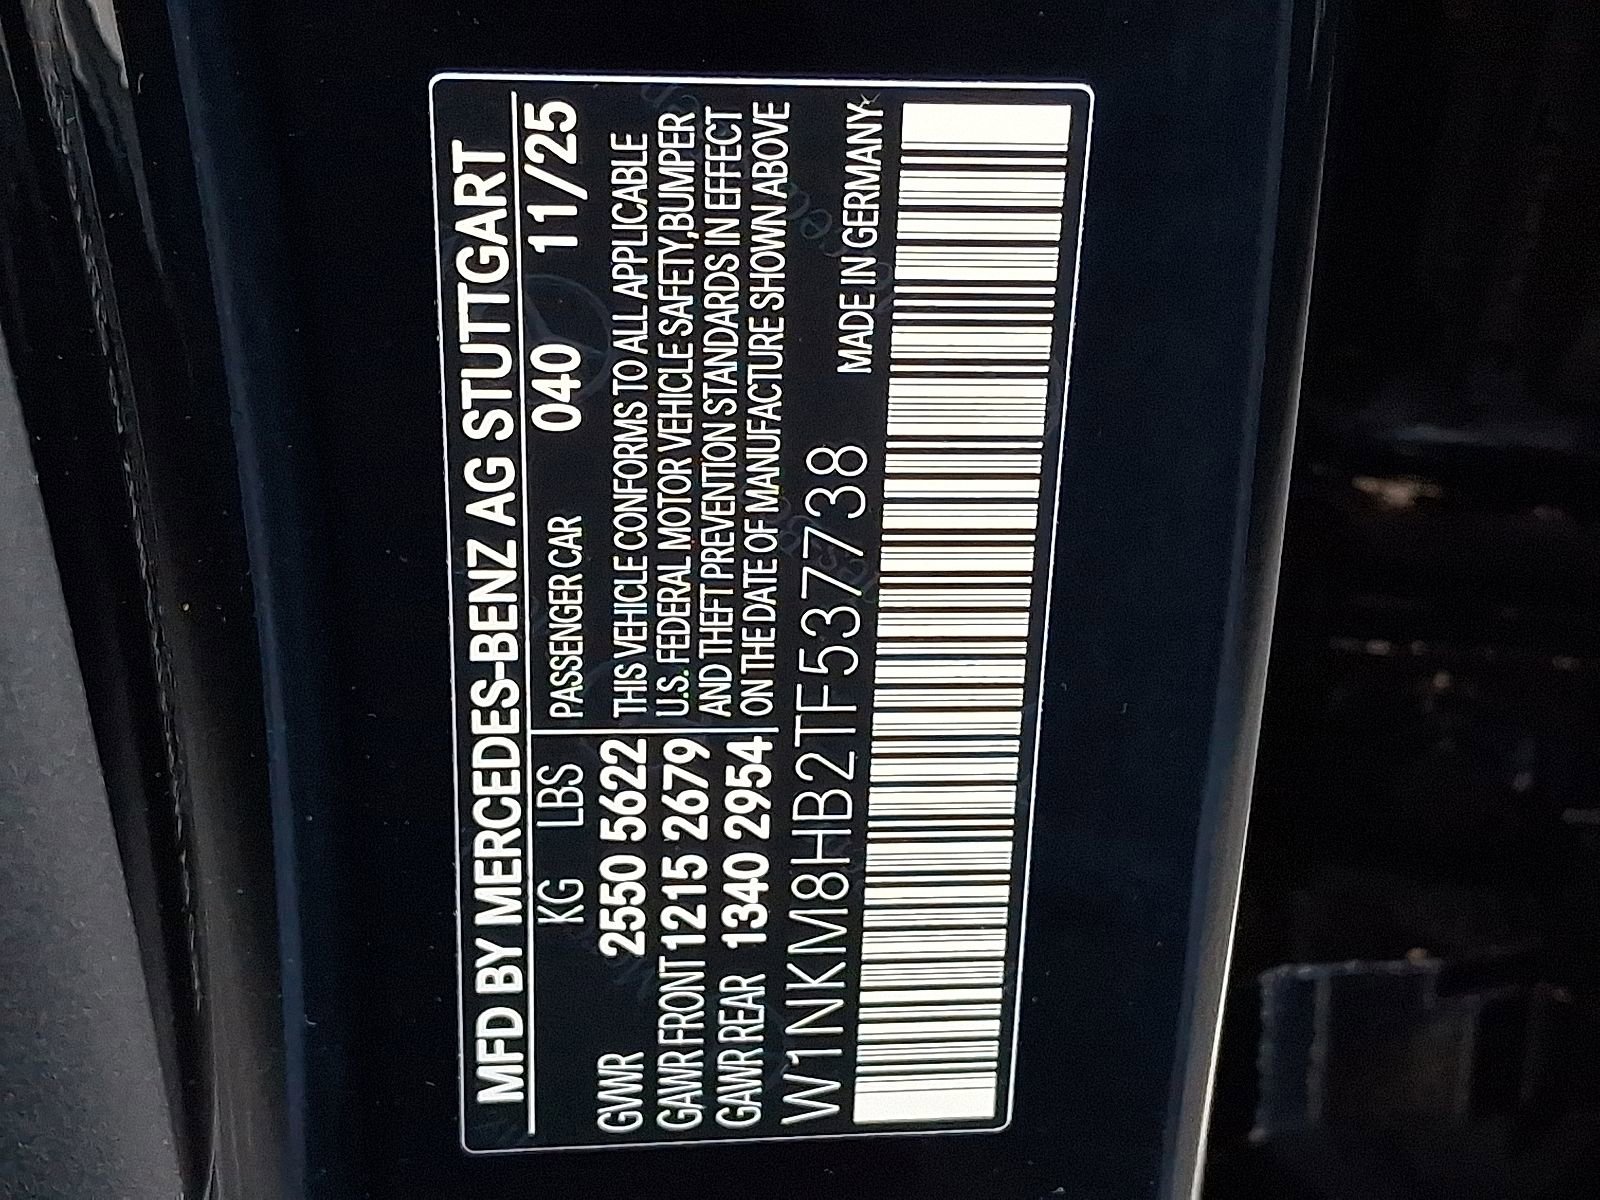 MFD BY MERCEDES-BENZ AG STUTTGART
KG LBS PASSENGER CAR 040 11/25
GVWR 2550 5622
GAWR FRONT 1215 2679
GAWR REAR 1340 2954
THIS VEHICLE CONFORMS TO ALL APPLICABLE
U.S. FEDERAL MOTOR VEHICLE SAFETY,BUMPER
AND THEFT PREVENTION STANDARDS IN EFFECT
ON THE DATE OF MANUFACTURE SHOWN ABOVE
W1NKM8HB2TF537738 MADE IN GERMANY